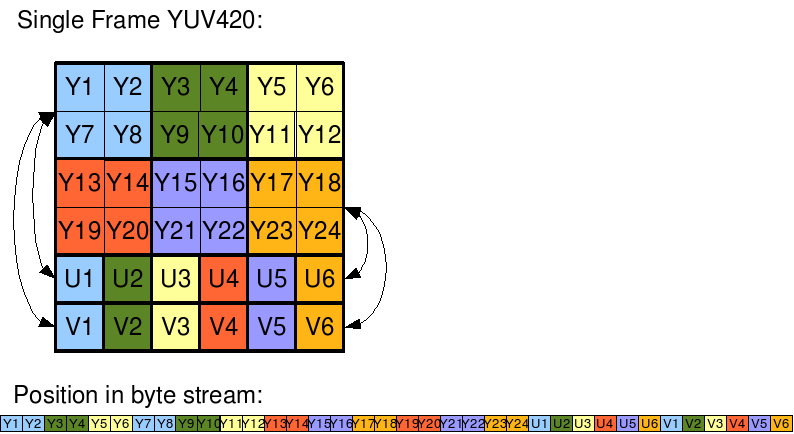 Single Frame YUV420:
Y1 Y2 Y3 Y4 Y5 Y6
Y7 Y8 Y9 Y10 Y11 Y12
Y13 Y14 Y15 Y16 Y17 Y18
Y19 Y20 Y21 Y22 Y23 Y24
U1 U2 U3 U4 U5 U6
V1 V2 V3 V4 V5 V6
Position in byte stream:
Y1 Y2 Y3 Y4 Y5 Y6 Y7 Y8 Y9 Y10 Y11 Y12 Y13 Y14 Y15 Y16 Y17 Y18 Y19 Y20 Y21 Y22 Y23 Y24 U1 U2 U3 U4 U5 U6 V1 V2 V3 V4 V5 V6